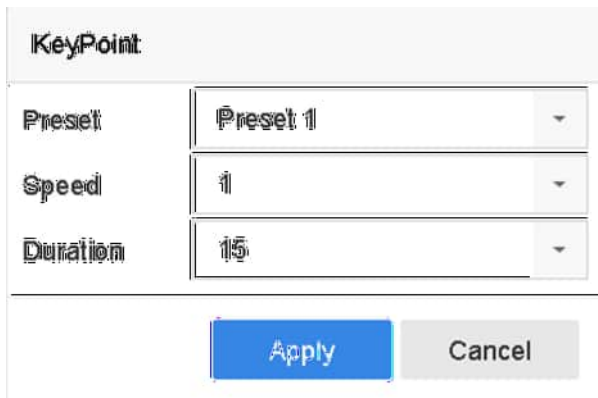 KeyPoint
Preset Preset 1
Speed 1
Duration 15
Apply Cancel